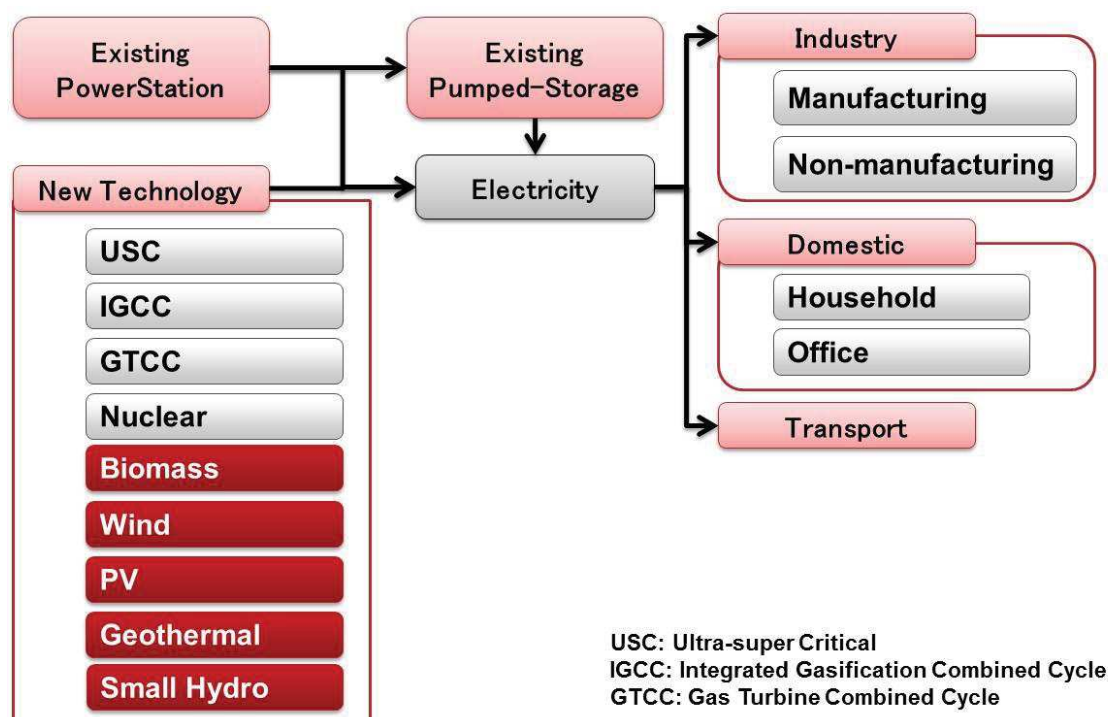 Existing
PowerStation
Existing
Pumped-Storage
Industry
Manufacturing
Non-manufacturing
New Technology
Electricity
USC
IGCC
GTCC
Nuclear
Biomass
Wind
PV
Geothermal
Small Hydro
Domestic
Household
Office
Transport
USC: Ultra-super Critical
IGCC: Integrated Gasification Combined Cycle
GTCC: Gas Turbine Combined Cycle